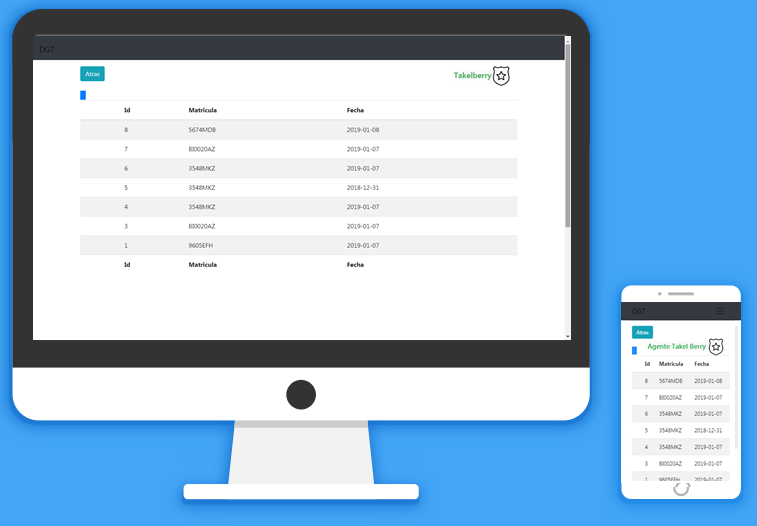 DGT
Atras
Takelberry
Id Matricula Fecha
8 5674MDB 2019-01-08
7 BI0020AZ 2019-01-07
6 3548MKZ 2019-01-07
5 3548MKZ 2018-12-31
4 3548MKZ 2019-01-07
3 BI0020AZ 2019-01-07
1 9605EFH 2019-01-07
Id Matricula Fecha
DGT
Atras
Agente Takel Berry
Id Matricula Fecha
8 5674MDB 2019-01-08
7 BI0020AZ 2019-01-07
6 3548MKZ 2019-01-07
5 3548MKZ 2018-12-31
4 3548MKZ 2019-01-07
3 BI0020AZ 2019-01-07
1 9605EFH 2019-01-07